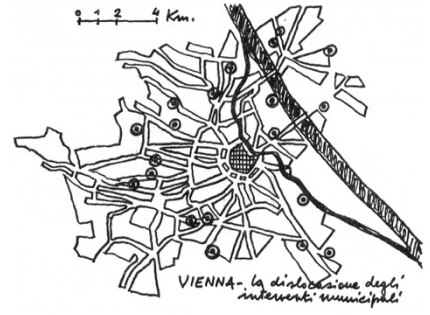 0 1 2 4 Km.
VIENNA - la dislocazione degli
interventi municipali